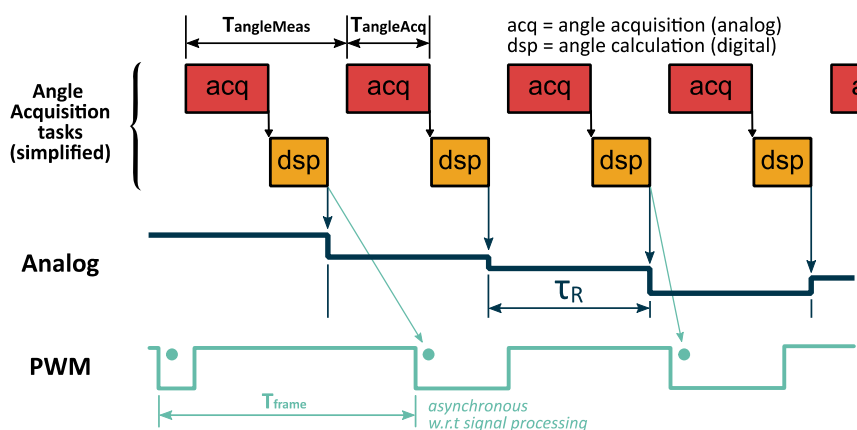 TangleMeas
TangleAcq
acq = angle acquisition (analog)
dsp = angle calculation (digital)
Angle
Acquisition
tasks
(simplified)
acq
acq
acq
acq
a
dsp
dsp
dsp
dsp
Analog
τR
PWM
Tframe
asynchronous
w.r.t signal processing